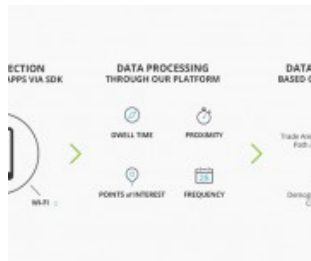 ECTION
APPS VIA SDK
WI-FI
DATA PROCESSING
THROUGH OUR PLATFORM
DWELL TIME
PROXIMITY
POINTS of INTEREST
FREQUENCY
DATA
BASED
Trade Are
Path
Demog